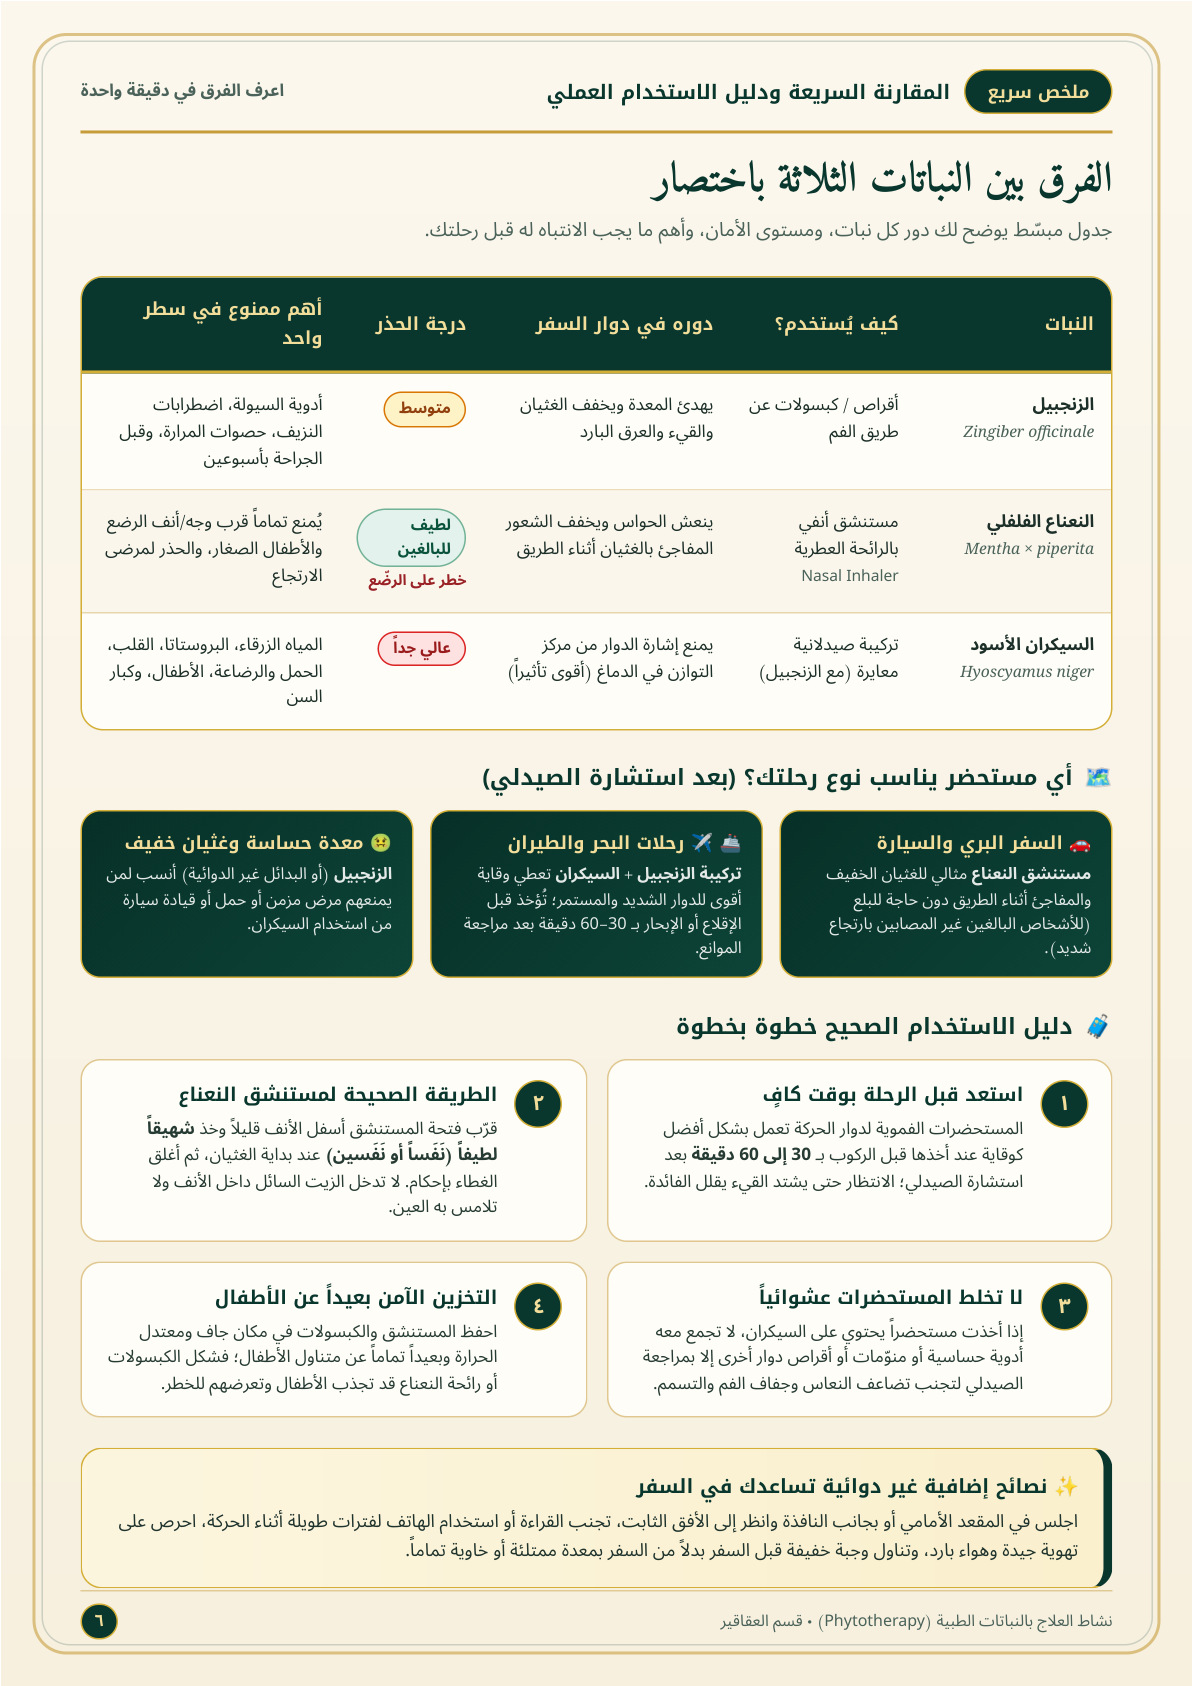 ملخص سريع
المقارنة السريعة ودليل الاستخدام العملي
اعرف الفرق في دقيقة واحدة
الفرق بين النباتات الثلاثة باختصار
جدول مبسّط يوضح لك دور كل نبات، ومستوى الأمان، وأهم ما يجب الانتباه له قبل رحلتك.
النبات
كيف يُستخدم؟
دوره في دوار السفر
درجة الحذر
أهم ممنوع في سطر
واحد
الزنجبيل
Zingiber officinale
أقراص / كبسولات عن
طريق الفم
يهدئ المعدة ويخفف الغثيان
والقيء والعرق البارد
متوسط
أدوية السيولة، اضطرابات
النزيف، حصوات المرارة، وقبل
الجراحة بأسبوعين
النعناع الفلفلي
Mentha × piperita
مستنشق أنفي
بالرائحة العطرية
Nasal Inhaler
ينعش الحواس ويخفف الشعور
المفاجئ بالغثيان أثناء الطريق
لطيف
للبالغين
خطر على الرضّع
يُمنع تماماً قرب وجه/أنف الرضع
والأطفال الصغار، والحذر لمرضى
الارتجاع
السيكران الأسود
Hyoscyamus niger
تركيبة صيدلانية
معايرة (مع الزنجبيل)
يمنع إشارة الدوار من مركز
التوازن في الدماغ (أقوى تأثيراً)
عالي جداً
المياه الزرقاء، البروستاتا، القلب،
الحمل والرضاعة، الأطفال، وكبار
السن
🗺️ أي مستحضر يناسب نوع رحلتك؟ (بعد استشارة الصيدلي)
🚗 السفر البري والسيارة
مستنشق النعناع مثالي للغثيان الخفيف
والمفاجئ أثناء الطريق دون حاجة للبلع
(للأشخاص البالغين غير المصابين بارتجاع
شديد).
🚢 ✈️ رحلات البحر والطيران
تركيبة الزنجبيل + السيكران تعطي وقاية
أقوى للدوار الشديد والمستمر؛ تُؤخذ قبل
الإقلاع أو الإبحار بـ 30–60 دقيقة بعد مراجعة
الموانع.
🤢 معدة حساسة وغثيان خفيف
الزنجبيل (أو البدائل غير الدوائية) أنسب لمن
يمنعهم مرض مزمن أو حمل أو قيادة سيارة
من استخدام السيكران.
🧳 دليل الاستخدام الصحيح خطوة بخطوة
١
استعد قبل الرحلة بوقت كافٍ
المستحضرات الفموية لدوار الحركة تعمل بشكل أفضل
كوقاية عند أخذها قبل الركوب بـ 30 إلى 60 دقيقة بعد
استشارة الصيدلي؛ الانتظار حتى يشتد القيء يقلل الفائدة.
٢
الطريقة الصحيحة لمستنشق النعناع
قرّب فتحة المستنشق أسفل الأنف قليلاً وخذ شهيقاً
لطيفاً (نَفَساً أو نَفَسين) عند بداية الغثيان، ثم أغلق
الغطاء بإحكام. لا تدخل الزيت السائل داخل الأنف ولا
تلامس به العين.
٣
لا تخلط المستحضرات عشوائياً
إذا أخذت مستحضراً يحتوي على السيكران، لا تجمع معه
أدوية حساسية أو منوّمات أو أقراص دوار أخرى إلا بمراجعة
الصيدلي لتجنب تضاعف النعاس وجفاف الفم والتسمم.
٤
التخزين الآمن بعيداً عن الأطفال
احفظ المستنشق والكبسولات في مكان جاف ومعتدل
الحرارة وبعيداً تماماً عن متناول الأطفال؛ فشكل الكبسولات
أو رائحة النعناع قد تجذب الأطفال وتعرضهم للخطر.
✨ نصائح إضافية غير دوائية تساعدك في السفر
اجلس في المقعد الأمامي أو بجانب النافذة وانظر إلى الأفق الثابت، تجنب القراءة أو استخدام الهاتف لفترات طويلة أثناء الحركة، احرص على
تهوية جيدة وهواء بارد، وتناول وجبة خفيفة قبل السفر بدلاً من السفر بمعدة ممتلئة أو خاوية تماماً.
نشاط العلاج بالنباتات الطبية (Phytotherapy) • قسم العقاقير
٦